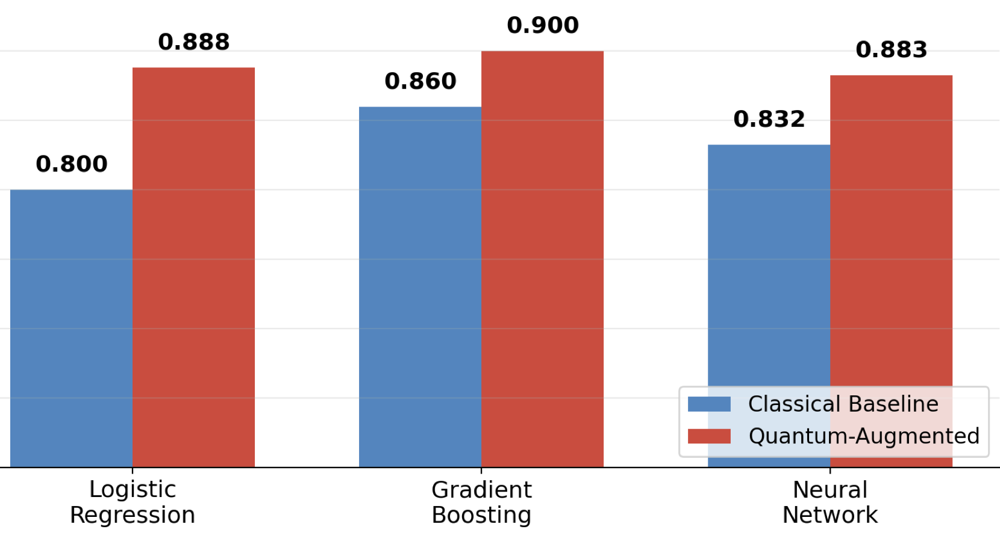 0.900
0.888
0.883
0.860
0.832
0.800
Classical Baseline
Quantum-Augmented
Logistic
Regression
Gradient
Boosting
Neural
Network